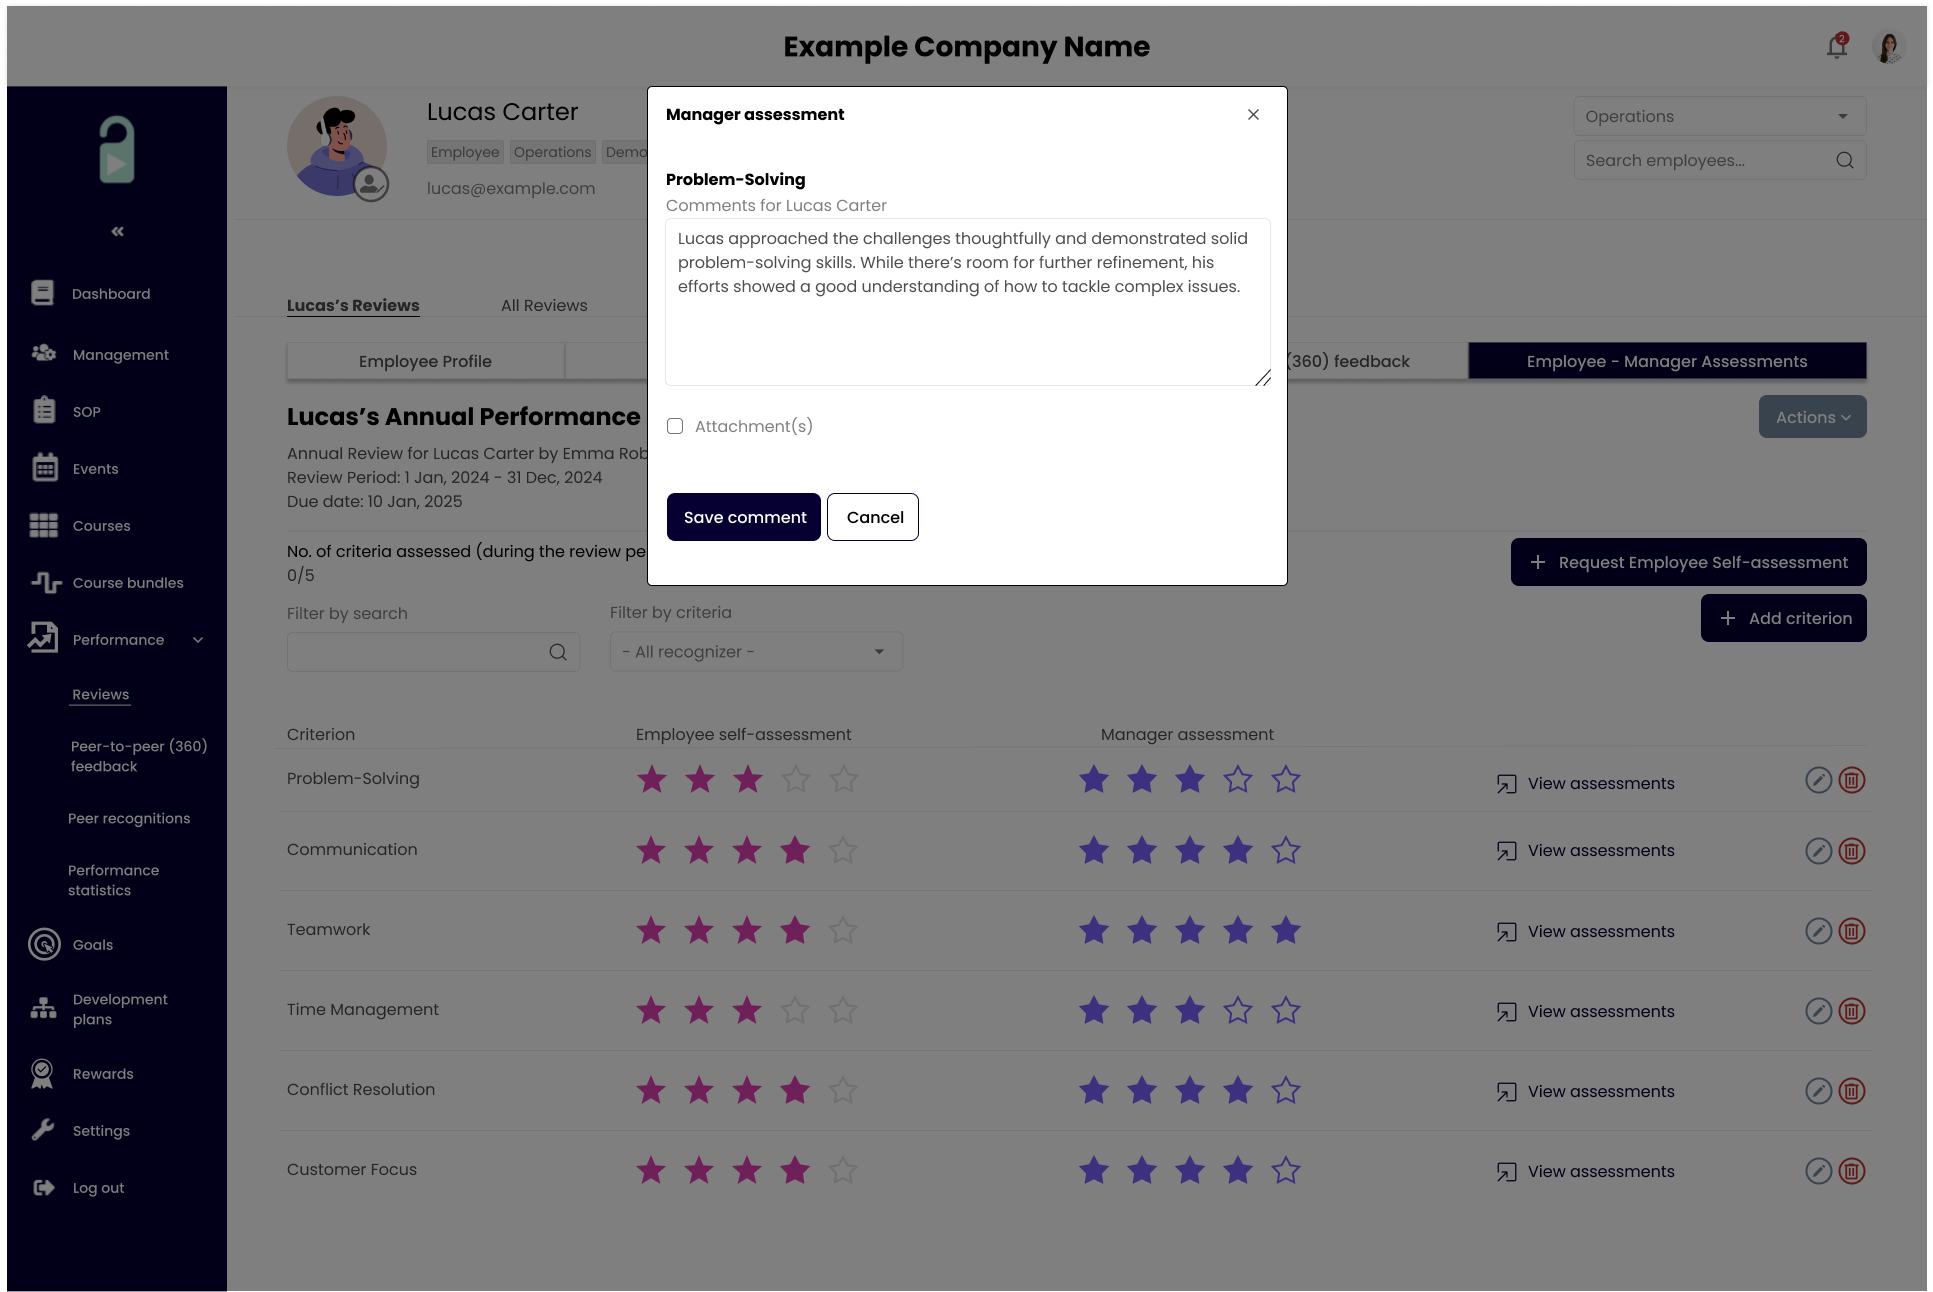 Example Company Name
2
Lucas Carter
Employee
Operations
Demo
lucas@example.com
Operations
Search employees...
Manager assessment
Problem-Solving
Comments for Lucas Carter
Lucas approached the challenges thoughtfully and demonstrated solid
problem-solving skills. While there’s room for further refinement, his
efforts showed a good understanding of how to tackle complex issues.
Attachment(s)
Save comment
Cancel
Dashboard
Management
SOP
Events
Courses
Course bundles
Performance
Reviews
Peer-to-peer (360)
feedback
Peer recognitions
Performance
statistics
Goals
Development
plans
Rewards
Settings
Log out
Lucas’s Reviews
All Reviews
Employee Profile
(360) feedback
Employee - Manager Assessments
Lucas’s Annual Performance
Actions
Annual Review for Lucas Carter by Emma Rob
Review Period: 1 Jan, 2024 - 31 Dec, 2024
Due date: 10 Jan, 2025
No. of criteria assessed (during the review pe
0/5
Request Employee Self-assessment
Add criterion
Filter by search
Filter by criteria
- All recognizer -
Criterion
Employee self-assessment
Manager assessment
Problem-Solving
View assessments
Communication
View assessments
Teamwork
View assessments
Time Management
View assessments
Conflict Resolution
View assessments
Customer Focus
View assessments